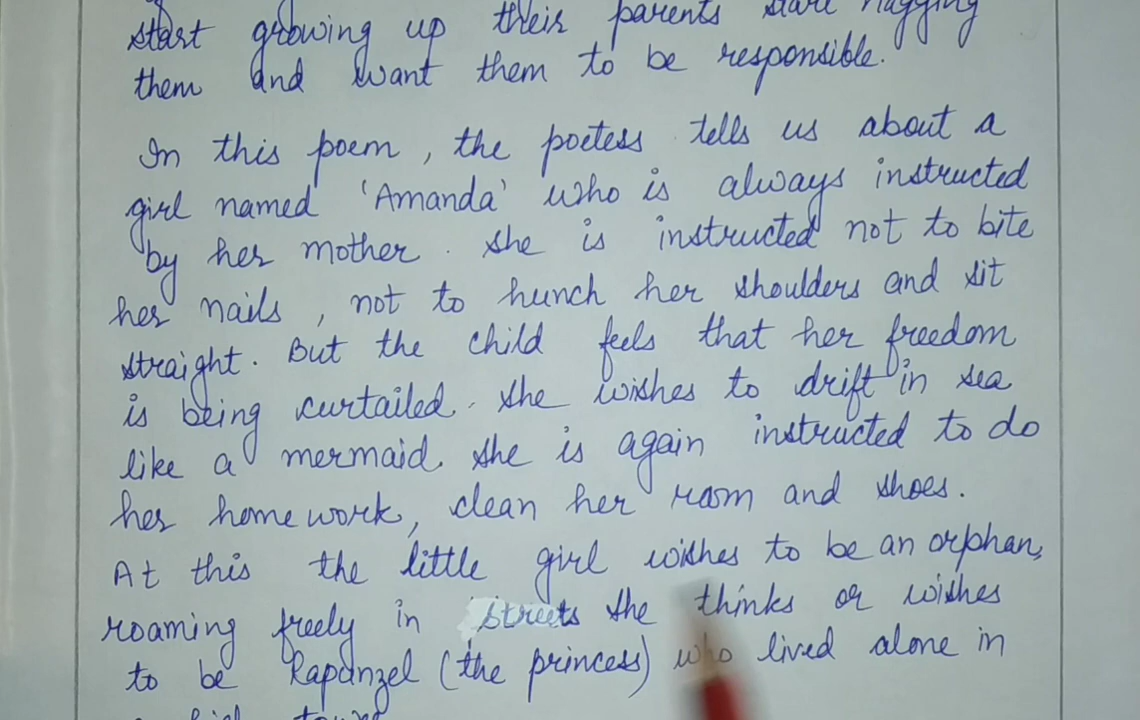 start growing up their parents start nagging
them and want them to be responsible.
In this poem, the poetess tells us about a
girl named 'Amanda' who is always instructed
by her mother. she is instructed not to bite
her nails, not to hunch her shoulders and sit
straight. But the child feels that her freedom
is being curtailed. she wishes to drift in sea
like a mermaid. she is again instructed to do
her homework, clean her room and shoes.
At this the little girl wishes to be an orphan,
roaming freely in streets she thinks or wishes
to be Rapunzel (the princess) who lived alone in